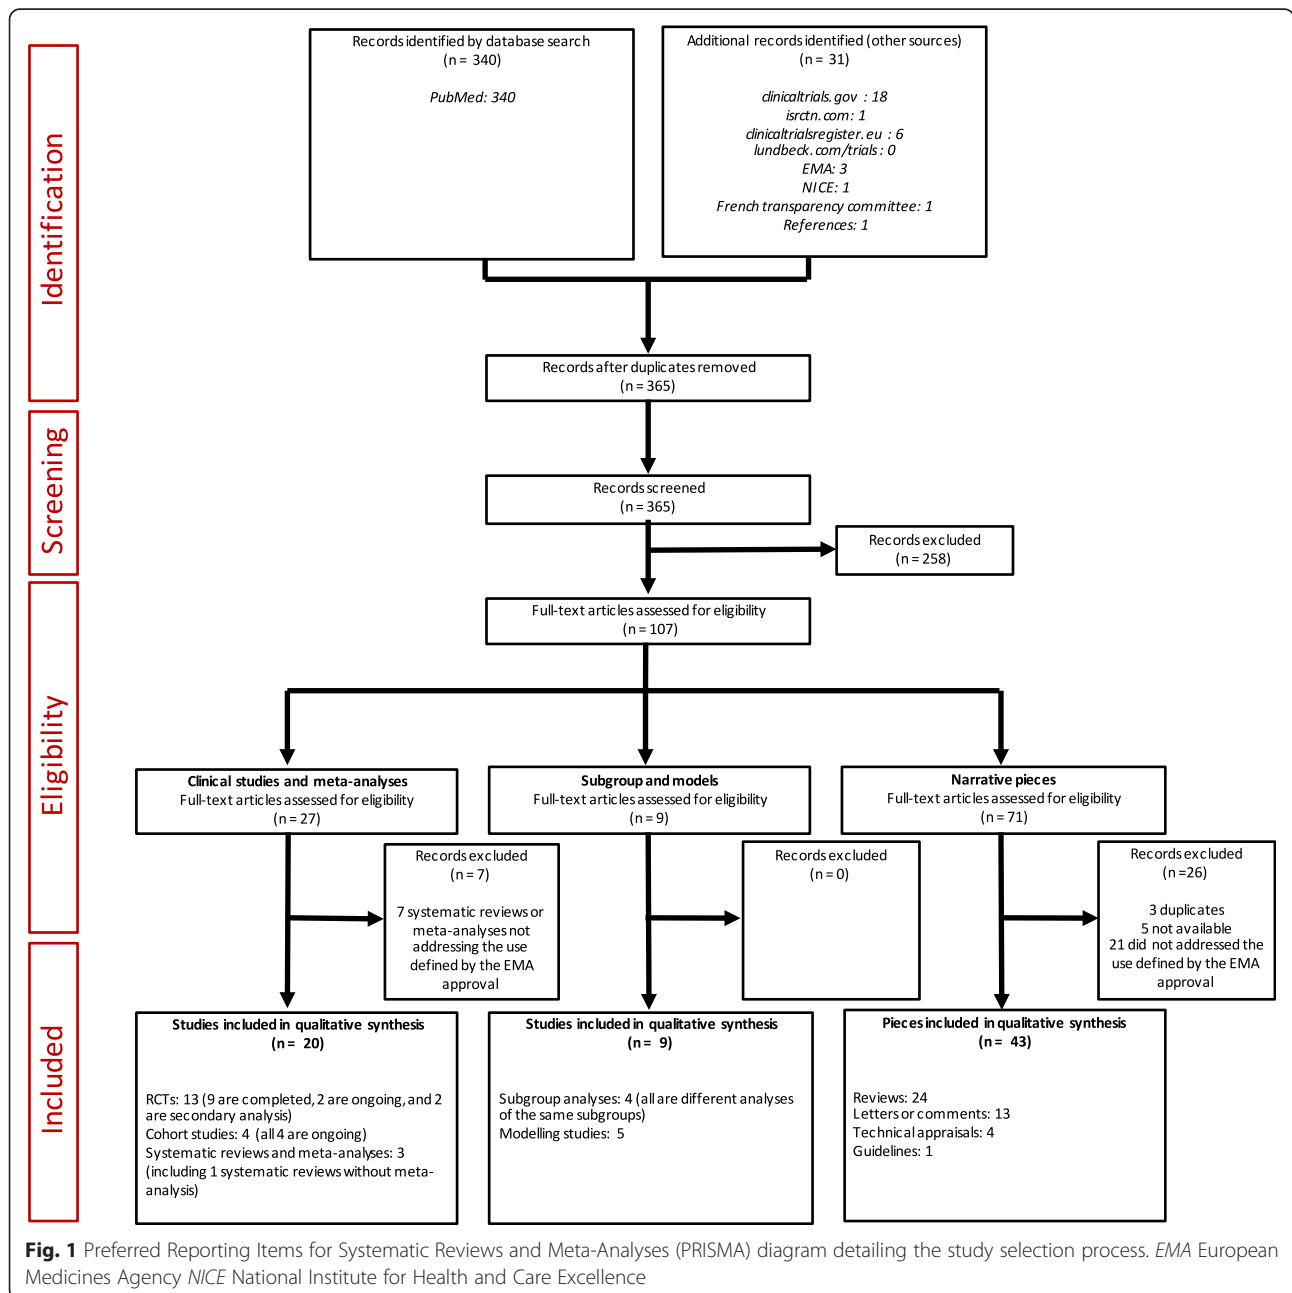 Identification
Screening
Eligibility
Included
Records identified by database search
(n = 340)
PubMed: 340
Additional records identified (other sources)
(n = 31)
clinicaltrials.gov : 18
isrctn.com: 1
clinicaltrialsregister.eu : 6
lundbeck.com/trials: 0
EMA: 3
NICE: 1
French transparency committee: 1
References: 1
Records after duplicates removed
(n = 365)
Records screened
(n = 365)
Records excluded
(n = 258)
Full-text articles assessed for eligibility
(n = 107)
Clinical studies and meta-analyses
Full-text articles assessed for eligibility
(n = 27)
Subgroup and models
Full-text articles assessed for eligibility
(n = 9)
Narrative pieces
Full-text articles assessed for eligibility
(n = 71)
Records excluded
(n = 7)
7 systematic reviews or
meta-analyses not
addressing the use
defined by the EMA
approval
Records excluded
(n = 0)
Records excluded
(n =26)
3 duplicates
5 not available
21 did not addressed the
use defined by the EMA
approval
Studies included in qualitative synthesis
(n = 20)
RCTs: 13 (9 are completed, 2 are ongoing, and 2
are secondary analysis)
Cohort studies: 4 (all 4 are ongoing)
Systematic reviews and meta-analyses: 3
(including 1 systematic reviews without meta-
analysis)
Studies included in qualitative synthesis
(n = 9)
Subgroup analyses: 4 (all are different analyses
of the same subgroups)
Modelling studies: 5
Pieces included in qualitative synthesis
(n = 43)
Reviews: 24
Letters or comments: 13
Technical appraisals: 4
Guidelines: 1
Fig. 1 Preferred Reporting Items for Systematic Reviews and Meta-Analyses (PRISMA) diagram detailing the study selection process. EMA European
Medicines Agency NICE National Institute for Health and Care Excellence